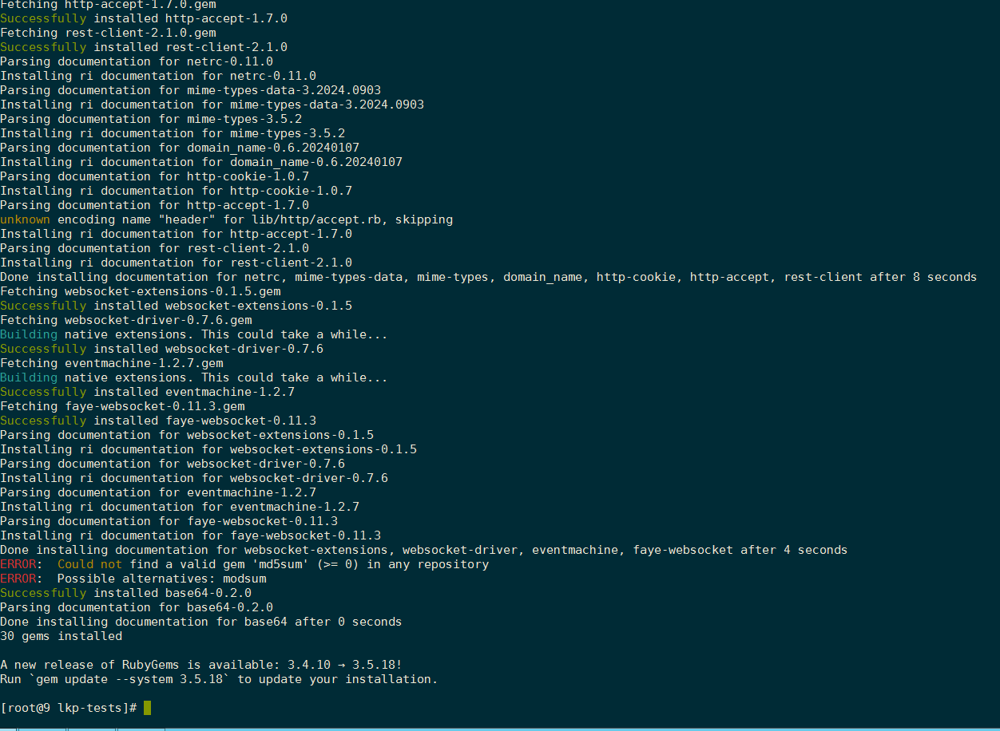 Fetching http-accept-1.7.0.gem
Successfully installed http-accept-1.7.0
Fetching rest-client-2.1.0.gem
Successfully installed rest-client-2.1.0
Parsing documentation for netrc-0.11.0
Installing ri documentation for netrc-0.11.0
Parsing documentation for mime-types-data-3.2024.0903
Installing ri documentation for mime-types-data-3.2024.0903
Parsing documentation for mime-types-3.5.2
Installing ri documentation for mime-types-3.5.2
Parsing documentation for domain_name-0.6.20240107
Installing ri documentation for domain_name-0.6.20240107
Parsing documentation for http-cookie-1.0.7
Installing ri documentation for http-cookie-1.0.7
Parsing documentation for http-accept-1.7.0
unknown encoding name "header" for lib/http/accept.rb, skipping
Installing ri documentation for http-accept-1.7.0
Parsing documentation for rest-client-2.1.0
Installing ri documentation for rest-client-2.1.0
Done installing documentation for netrc, mime-types-data, mime-types, domain_name, http-cookie, http-accept, rest-client after 8 seconds
Fetching websocket-extensions-0.1.5.gem
Successfully installed websocket-extensions-0.1.5
Fetching websocket-driver-0.7.6.gem
Building native extensions. This could take a while...
Successfully installed websocket-driver-0.7.6
Fetching eventmachine-1.2.7.gem
Building native extensions. This could take a while...
Successfully installed eventmachine-1.2.7
Fetching faye-websocket-0.11.3.gem
Successfully installed faye-websocket-0.11.3
Parsing documentation for websocket-extensions-0.1.5
Installing ri documentation for websocket-extensions-0.1.5
Parsing documentation for websocket-driver-0.7.6
Installing ri documentation for websocket-driver-0.7.6
Parsing documentation for eventmachine-1.2.7
Installing ri documentation for eventmachine-1.2.7
Parsing documentation for faye-websocket-0.11.3
Installing ri documentation for faye-websocket-0.11.3
Done installing documentation for websocket-extensions, websocket-driver, eventmachine, faye-websocket after 4 seconds
ERROR:  Could not find a valid gem 'md5sum' (>= 0) in any repository
ERROR:  Possible alternatives: modsum
Successfully installed base64-0.2.0
Parsing documentation for base64-0.2.0
Done installing documentation for base64 after 0 seconds
30 gems installed
A new release of RubyGems is available: 3.4.10 → 3.5.18!
Run `gem update --system 3.5.18` to update your installation.
[root@9 lkp-tests]#